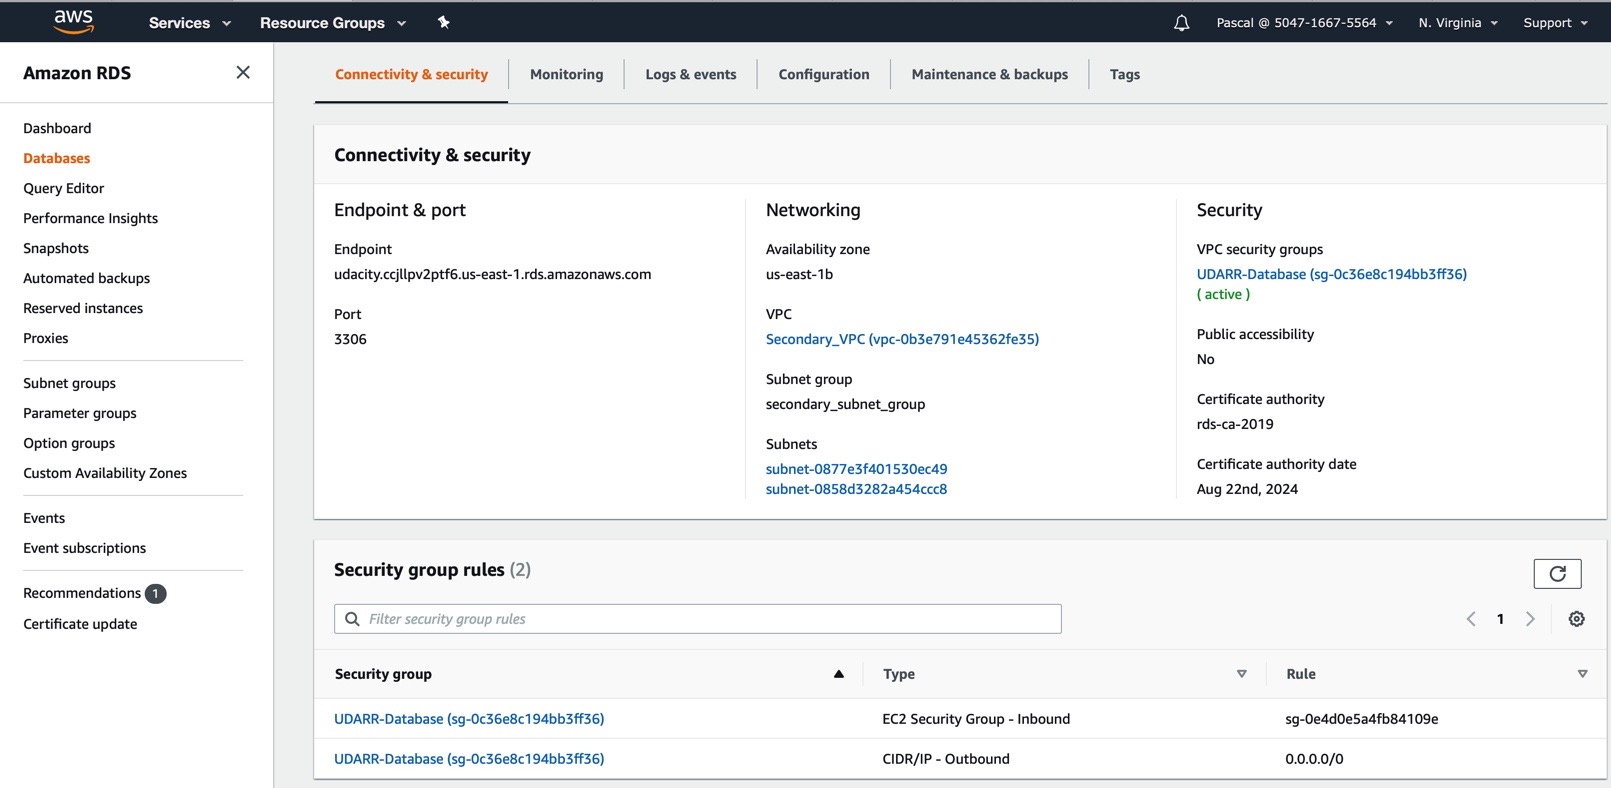 aws
Services
Resource Groups
Pascal @ 5047-1667-5564
N. Virginia
Support
Amazon RDS
Dashboard
Databases
Query Editor
Performance Insights
Snapshots
Automated backups
Reserved instances
Proxies
Subnet groups
Parameter groups
Option groups
Custom Availability Zones
Events
Event subscriptions
Recommendations 1
Certificate update
Connectivity & security
Monitoring
Logs & events
Configuration
Maintenance & backups
Tags
Connectivity & security
Endpoint & port
Endpoint
udacity.ccjllpv2ptf6.us-east-1.rds.amazonaws.com
Port
3306
Networking
Availability zone
us-east-1b
VPC
Secondary_VPC (vpc-0b3e791e45362fe35)
Subnet group
secondary_subnet_group
Subnets
subnet-0877e3f401530ec49
subnet-0858d3282a454ccc8
Security
VPC security groups
UDARR-Database (sg-0c36e8c194bb3ff36)
( active )
Public accessibility
No
Certificate authority
rds-ca-2019
Certificate authority date
Aug 22nd, 2024
Security group rules (2)
Filter security group rules
1
Security group
Type
Rule
UDARR-Database (sg-0c36e8c194bb3ff36)
EC2 Security Group - Inbound
sg-0e4d0e5a4fb84109e
UDARR-Database (sg-0c36e8c194bb3ff36)
CIDR/IP - Outbound
0.0.0.0/0